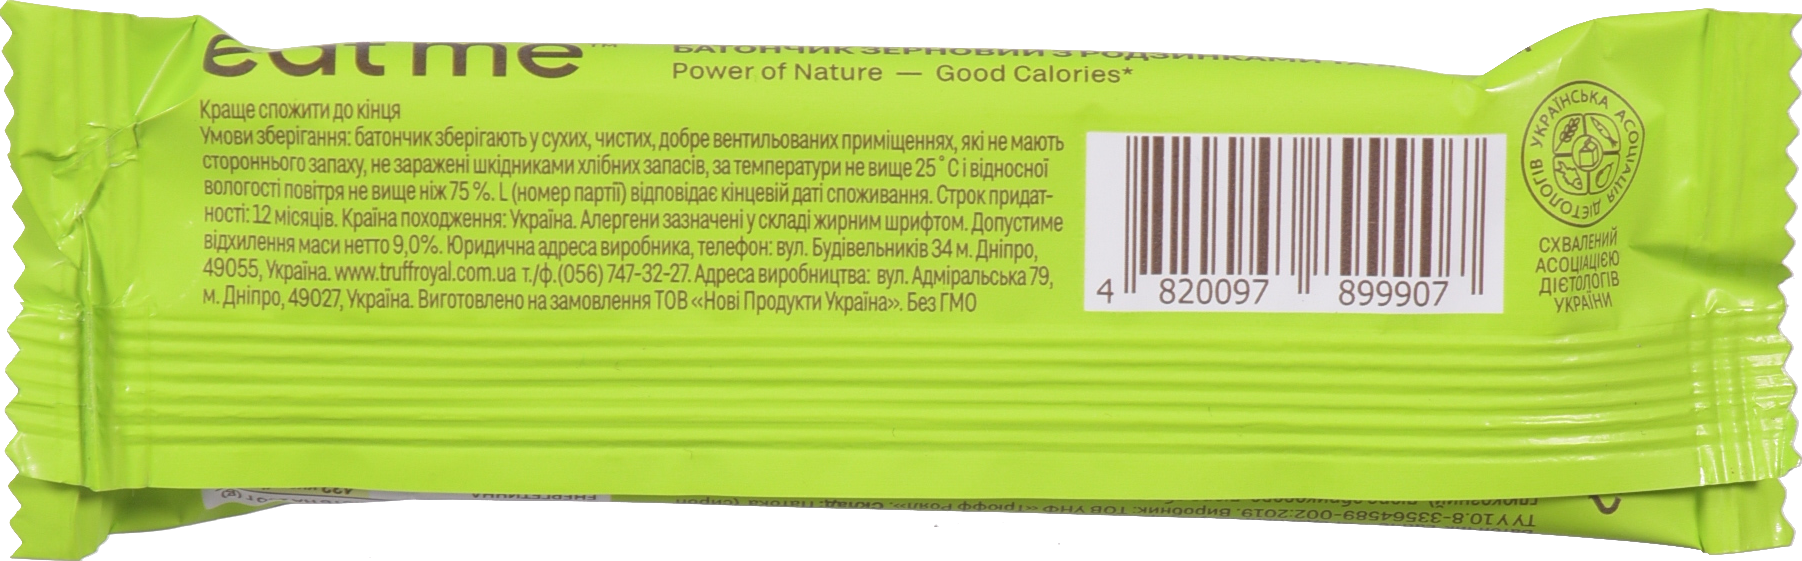 eat me™
БАТОНЧИК ЗЕРНОВИЙ З РОДЗИНКАМИ ТА
Power of Nature — Good Calories*
Краще спожити до кінця
Умови зберігання: батончик зберігають у сухих, чистих, добре вентильованих приміщеннях, які не мають
стороннього запаху, не заражені шкідниками хлібних запасів, за температури не вище 25˚С і відносної
вологості повітря не вище ніж 75 %. L (номер партії) відповідає кінцевій даті споживання. Строк придат-
ності: 12 місяців. Країна походження: Україна. Алергени зазначені у складі жирним шрифтом. Допустиме
відхилення маси нетто 9,0%. Юридична адреса виробника, телефон: вул. Будівельників 34 м. Дніпро,
49055, Україна. www.truffroyal.com.ua т./ф.(056) 747-32-27. Адреса виробництва: вул. Адміральська 79,
м. Дніпро, 49027, Україна. Виготовлено на замовлення ТОВ «Нові Продукти Україна». Без ГМО
4 820097 899907
УКРАЇНСЬКА АСОЦІАЦІЯ ДІЄТОЛОГІВ
СХВАЛЕНИЙ
АСОЦІАЦІЄЮ
ДІЄТОЛОГІВ
УКРАЇНИ
ТУ У 10.8-33564589-002:2019. Виробник: ТОВ УНФ «Трюфф Роял». Склад: патока (сироп
ЕНЕРГЕТИЧНА